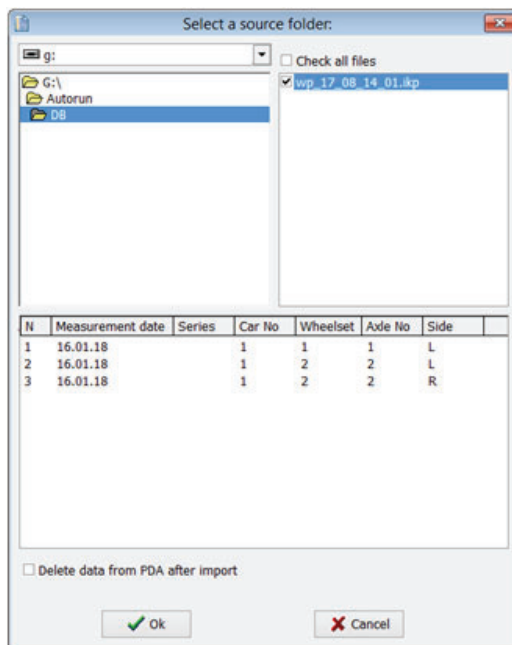 Select a source folder:
g:
Check all files
G:\
Autorun
DB
wp_17_08_14_01.ikp
N Measurement date Series Car No Wheelset Axle No Side
1 16.01.18 1 1 1 L
2 16.01.18 1 2 2 L
3 16.01.18 1 2 2 R
Delete data from PDA after import
Ok Cancel